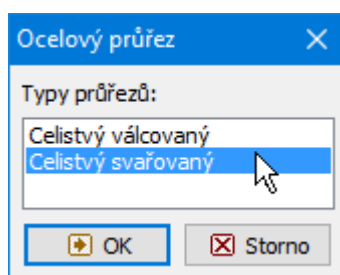 Ocelový průřez
Typy průřezů:
Celistvý válcovaný
Celistvý svařovaný
OK
Storno